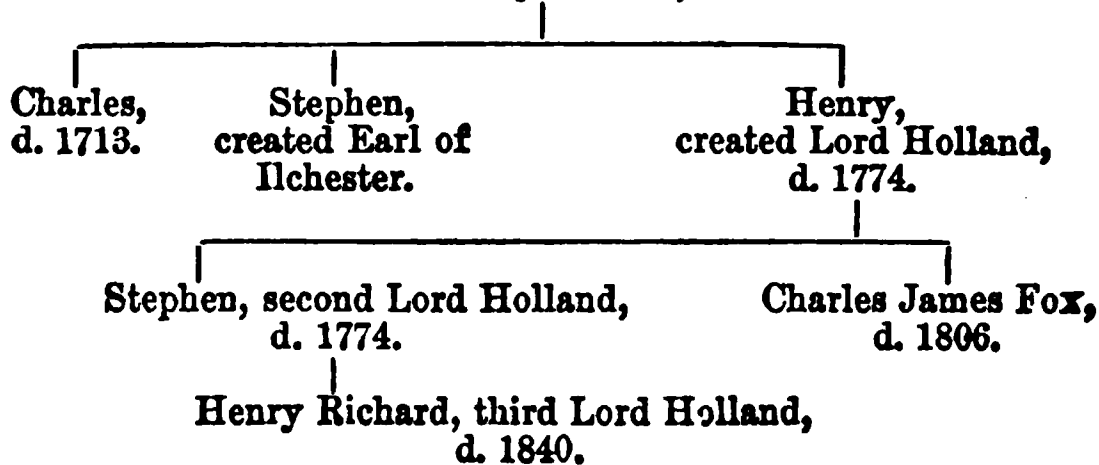 Charles,
d. 1713.
Stephen,
created Earl of
Ilchester.
Henry,
created Lord Holland,
d. 1774.
Stephen, second Lord Holland,
d. 1774.
Charles James Fox,
d. 1806.
Henry Richard, third Lord Holland,
d. 1840.